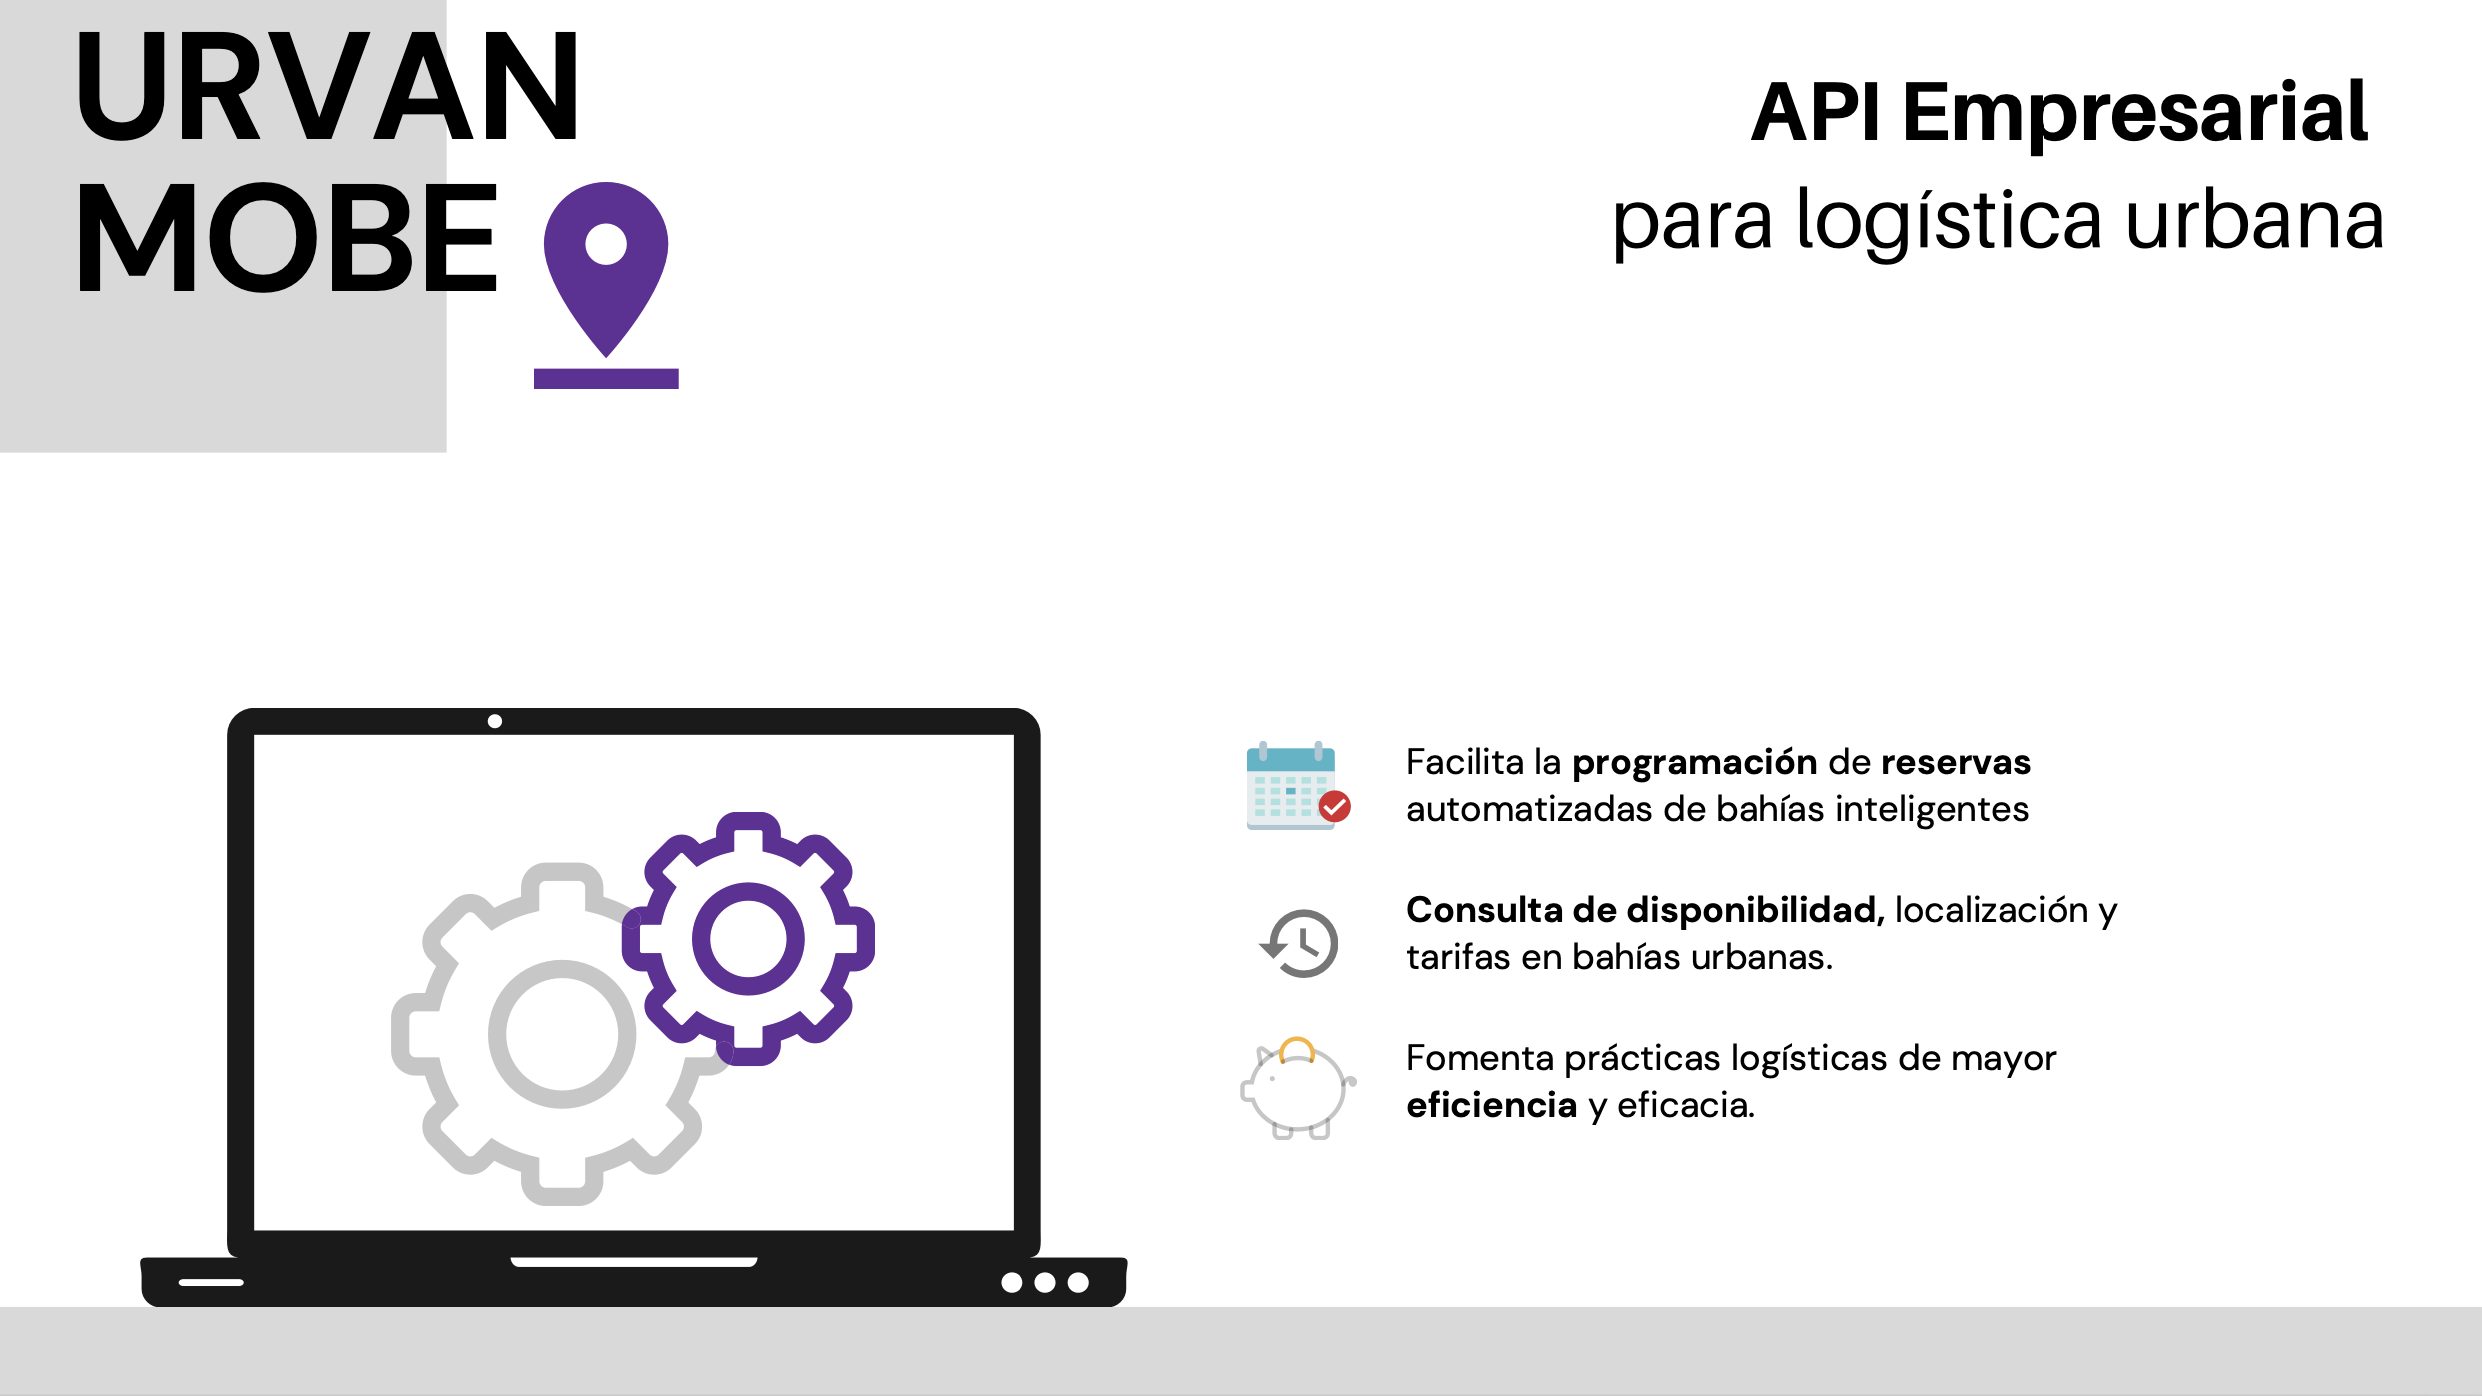 URVAN
MOBE
API Empresarial
para logística urbana
Facilita la programación de reservas
automatizadas de bahías inteligentes
Consulta de disponibilidad, localización y
tarifas en bahías urbanas.
Fomenta prácticas logísticas de mayor
eficiencia y eficacia.